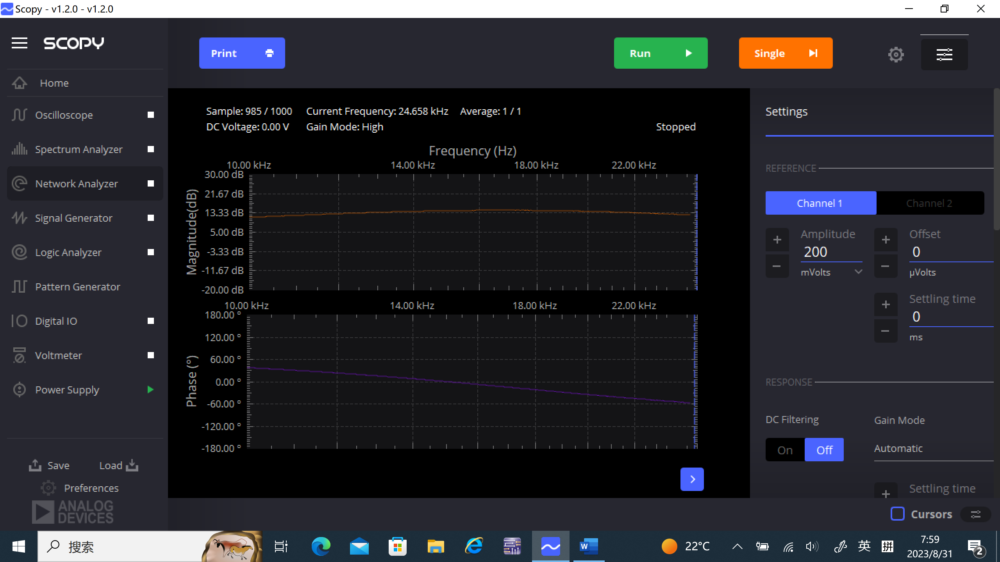 Scopy - v1.2.0 - v1.2.0
SCOPY
Print
Run
Single
Home
Oscilloscope
Spectrum Analyzer
Network Analyzer
Signal Generator
Logic Analyzer
Pattern Generator
Digital IO
Voltmeter
Power Supply
Save
Load
Preferences
ANALOG
DEVICES
Sample: 985 / 1000 Current Frequency: 24.658 kHz Average: 1 / 1
DC Voltage: 0.00 V Gain Mode: High Stopped
Frequency (Hz)
10.00 kHz 14.00 kHz 18.00 kHz 22.00 kHz
Magnitude(dB)
30.00 dB
21.67 dB
13.33 dB
5.00 dB
-3.33 dB
-11.67 dB
-20.00 dB
10.00 kHz 14.00 kHz 18.00 kHz 22.00 kHz
Phase (°)
180.00 °
120.00 °
60.00 °
0.00 °
-60.00 °
-120.00 °
-180.00 °
Settings
REFERENCE
Channel 1 Channel 2
Amplitude Offset
200 0
mVolts µVolts
Settling time
0
ms
RESPONSE
DC Filtering Gain Mode
On Off Automatic
Settling time
Cursors
搜索
22°C
英
拼
7:59
2023/8/31
2